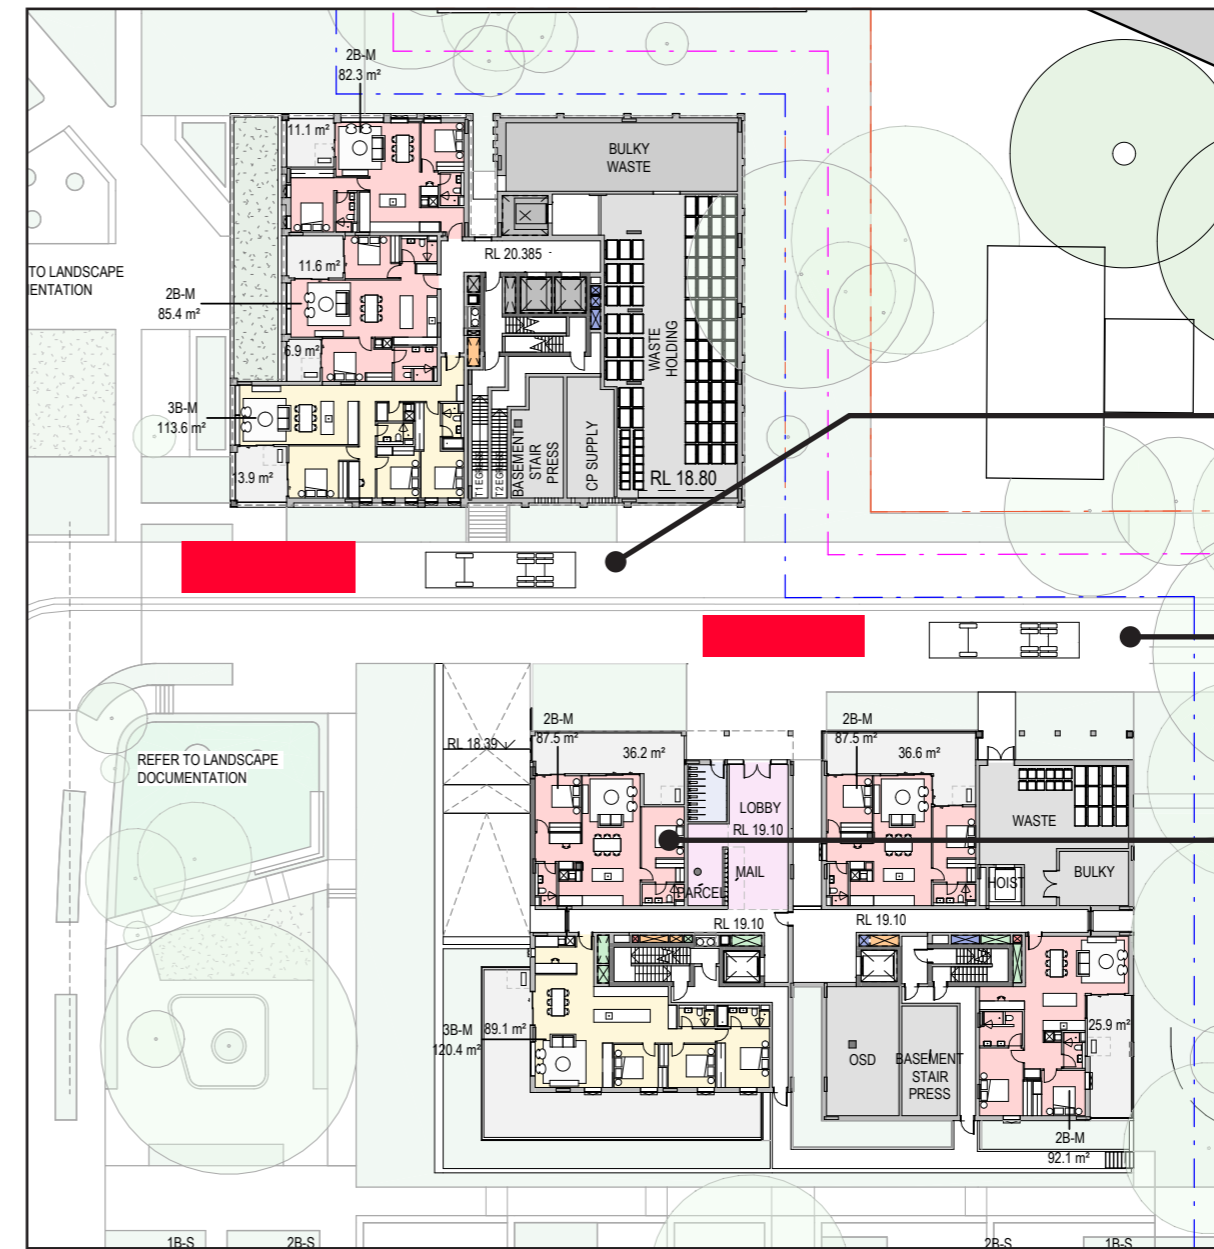 2B-M
82.3 m²
11.1 m²
BULKY
WASTE
RL 20.385
11.6 m²
TO LANDSCAPE
ENTATION
2B-M
85.4 m²
6.9 m²
WASTE
HOLDING
3B-M
113.6 m²
3.9 m²
T1 EGRESS
T2 EGRESS
BASEMENT
STAIR
PRESS
CP SUPPLY
RL 18.80
2B-M
87.5 m²
36.2 m²
2B-M
87.5 m²
36.6 m²
RL 18.39
REFER TO LANDSCAPE
DOCUMENTATION
LOBBY
RL 19.10
WASTE
MAIL
PARCEL
HOIST
BULKY
RL 19.10
RL 19.10
3B-M
120.4 m²
89.1 m²
25.9 m²
OSD
BASEMENT
STAIR
PRESS
2B-M
92.1 m²
1B-S
2B-S
2B-S
1B-S